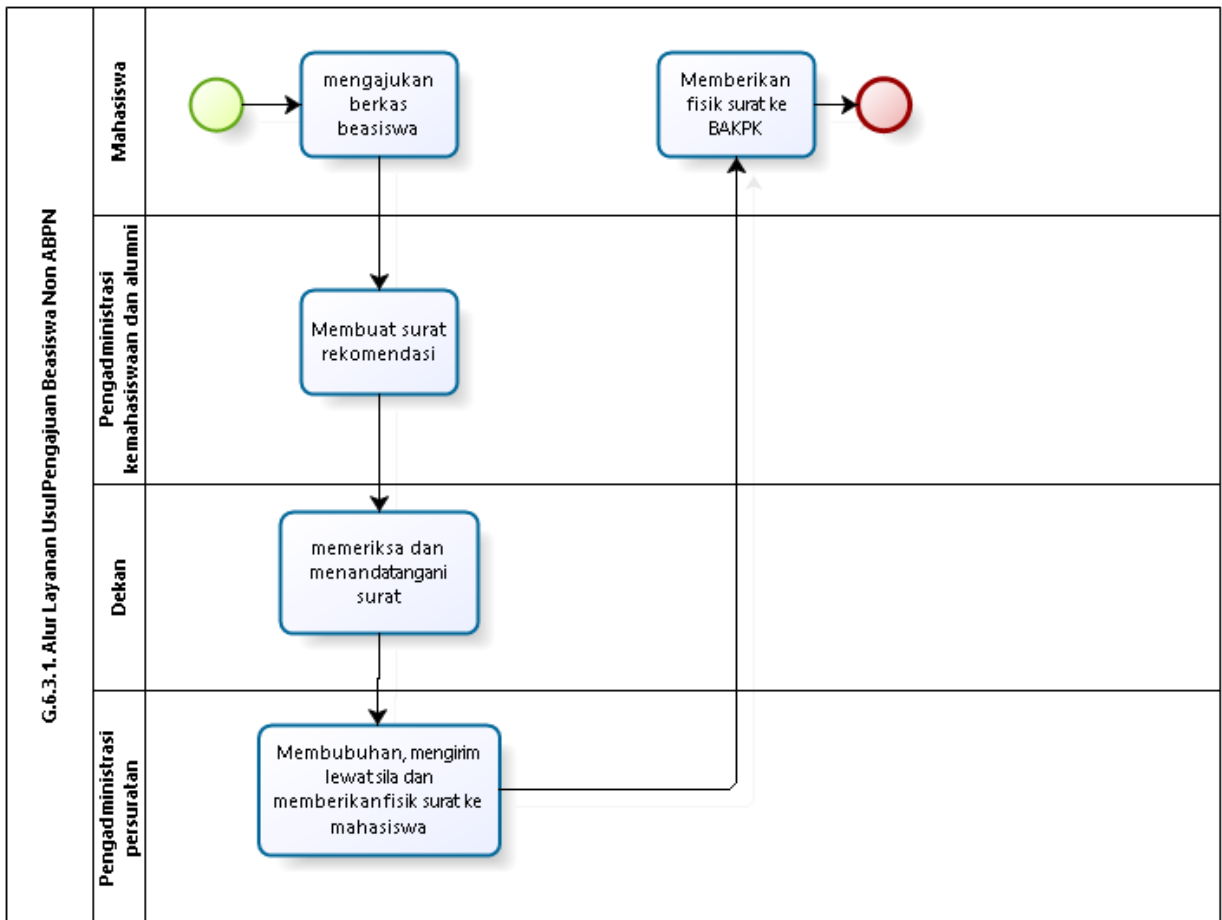 G.6.3.1. Alur Layanan Usul Pengajuan Beasiswa Non ABPN
Mahasiswa
mengajukan
berkas
beasiswa
Memberikan
fisik surat ke
BAKPK
Pengadministrasi
kemahasiswaan dan alumni
Membuat surat
rekomendasi
Dekan
memeriksa dan
menandatangani
surat
Pengadministrasi
persuratan
Membubuhan, mengirim
lewat sila dan
memberikan fisik surat ke
mahasiswa